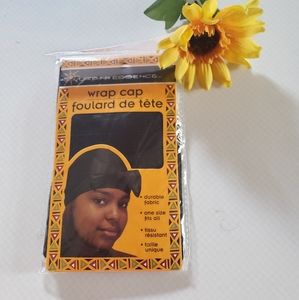 wrap cap
foulard de tête
• durable
fabric
• one size
fits all
• tissu
résistant
• taille
unique